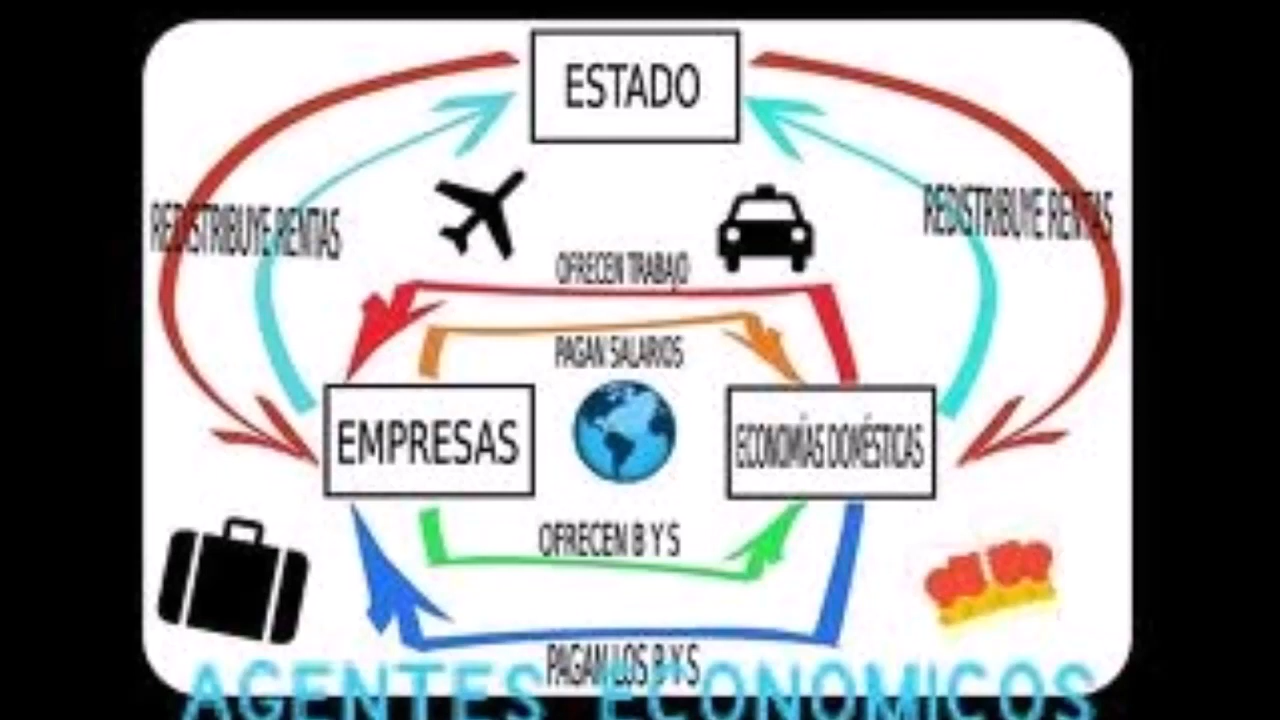 ESTADO
REDISTRIBUYE RENTAS
REDISTRIBUYE RENTAS
OFRECEN TRABAJO
PAGAN SALARIOS
EMPRESAS
ECONOMÍAS DOMÉSTICAS
OFRECEN B Y S
PAGAN LOS B Y S
AGENTES ECONOMICOS